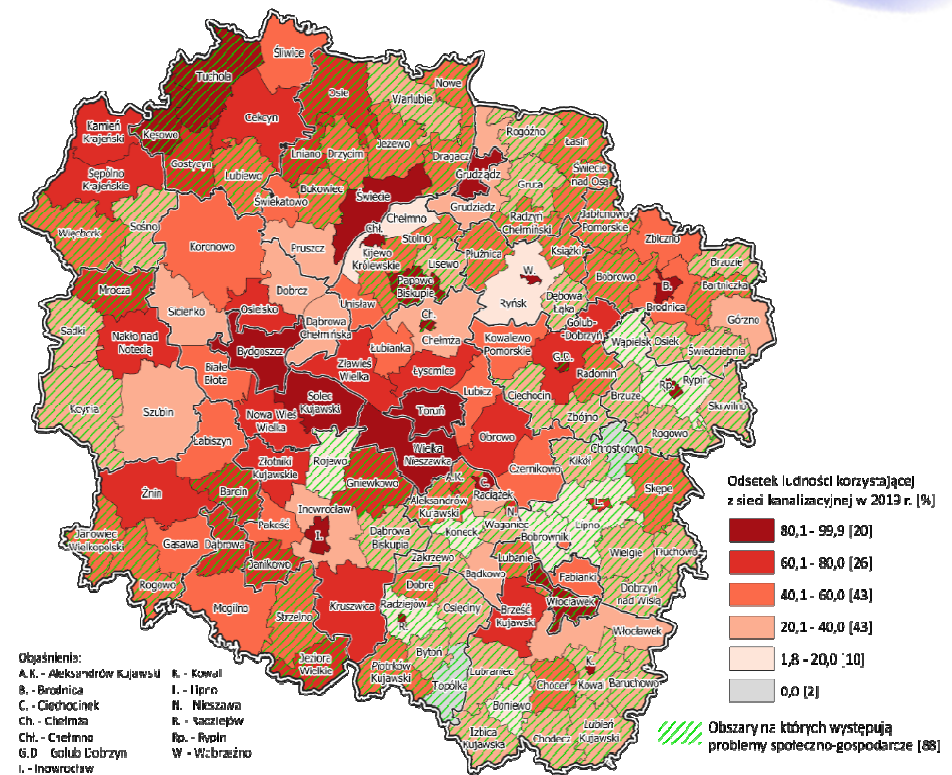 Śliwice
Tuchola
Osie
Nowe
Warlubie
Cekcyn
Kamień
Krajeński
Kęsowo
Rogóźno
Łasin
Lniano
Drzycim
Jeżewo
Dragacz
Gostycyn
Lubiewo
Grudziądz
Świecie
nad Osą
Sępólno
Krajeńskie
Gruta
Bukowiec
Świekatowo
Świecie
Grudziądz
Sośno
Chełmno
Radzyń
Chełmiński
Jabłonowo
Pomorskie
Więcbork
Koronowo
Pruszcz
Chł.
Stolno
Zbiczno
Kijewo
Królewskie
Lisewo
Płużnica
Książki
Brzozie
Bobrowo
Bartniczka
Mrocza
Dobrcz
Papowo
Biskupie
W.
B.
Brodnica
Sicienko
Osielsko
Unisław
Ryńsk
Dębowa
Łąka
Górzno
Dąbrowa
Chełmińska
Ch.
Chełmża
Golub-
Dobrzyń
Sadki
Nakło nad
Notecią
Bydgoszcz
Łubianka
Kowalewo
Pomorskie
Wąpielsk
Osiek
Świedziebnia
Zławieś
Wielka
G.D.
Białe
Błota
Łysomice
Radomin
Rp.
Rypin
Kcynia
Szubin
Solec
Kujawski
Lubicz
Ciechocin
Brzuze
Skrwilno
Nowa Wieś
Wielka
Toruń
Zbójno
Łabiszyn
Obrowo
Rogowo
Wielka
Nieszawka
Chrostkowo
Rojewo
Kikół
Złotniki
Kujawskie
Czernikowo
Gniewkowo
A.K.
C.
Raciążek
Skępe
Żnin
Barcin
Aleksandrów
Kujawski
Inowrocław
N.
L.
Pakość
Waganiec
Lipno
I.
Dąbrowa
Biskupia
Koneck
Bobrowniki
Janowiec
Wielkopolski
Gąsawa
Dąbrowa
Zakrzewo
Lubanie
Wielgie
Tłuchowo
Janikowo
Bądkowo
Fabianki
Rogowo
Dobre
Dobrzyń
nad Wisłą
Mogilno
Kruszwica
Radziejów
Osięciny
Włocławek
Strzelno
Brześć
Kujawski
R.
Włocławek
Bytoń
Jeziora
Wielkie
Piotrków
Kujawski
Lubraniec
K.
Topólka
Choceń
Kowal
Baruchowo
Boniewo
Izbica
Kujawska
Chodecz
Lubień
Kujawski
Odsetek ludności korzystającej
z sieci kanalizacyjnej w 2019 r. [%]
80,1 - 99,9 [20]
60,1 - 80,0 [26]
40,1 - 60,0 [43]
20,1 - 40,0 [43]
1,8 - 20,0 [10]
0,0 [2]
Obszary na których występują
problemy społeczno-gospodarcze [88]
Objaśnienia:
A.K. - Aleksandrów Kujawski
B. - Brodnica
C. - Ciechocinek
Ch. - Chełmża
Chł. - Chełmno
G.D. - Golub Dobrzyń
I. - Inowrocław
K. - Kowal
L. - Lipno
N. - Nieszawa
R. - Radziejów
Rp. - Rypin
W. - Wąbrzeźno